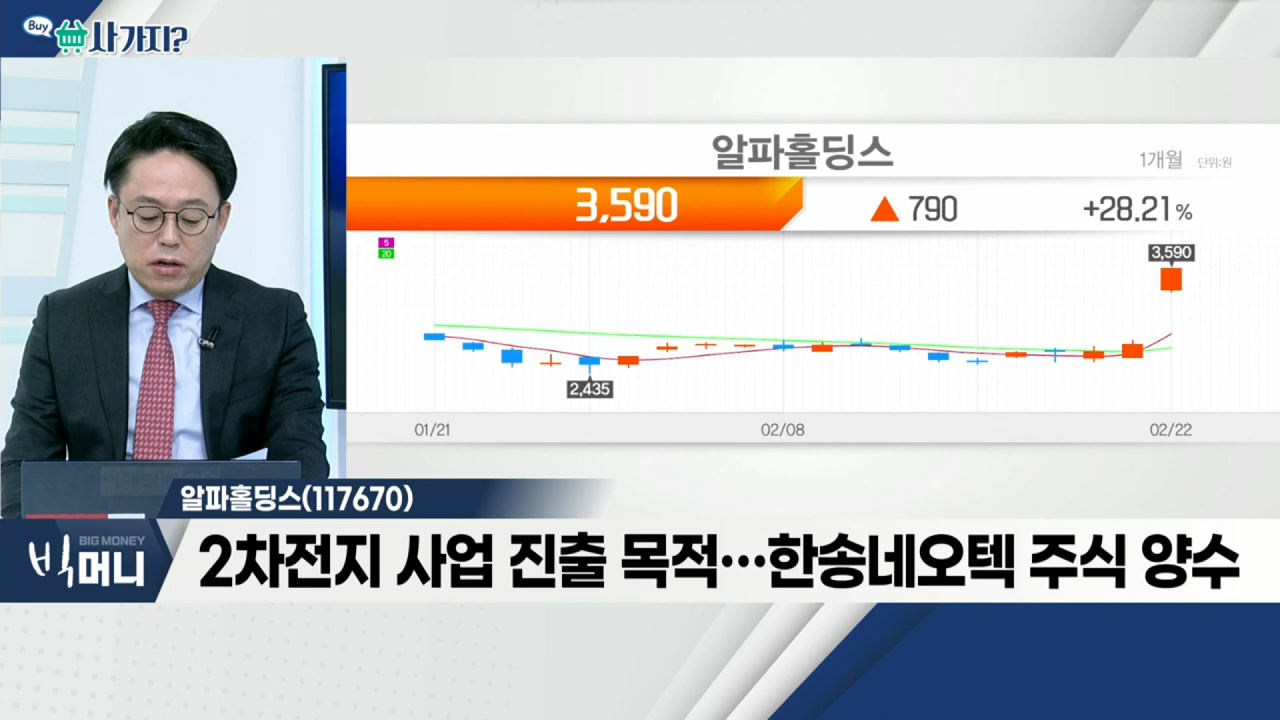 Buy
사가지?
알파홀딩스
1개월 단위:원
3,590 ▲ 790 +28.21%
5
20
3,590
2,435
01/21 02/08 02/22
알파홀딩스(117670)
BIG MONEY
빅머니
2차전지 사업 진출 목적…한송네오텍 주식 양수